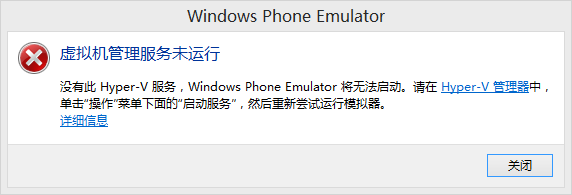 Windows Phone Emulator
虚拟机管理服务未运行
没有此 Hyper-V 服务，Windows Phone Emulator 将无法启动。请在 Hyper-V 管理器中，
单击“操作”菜单下面的“启动服务”，然后重新尝试运行模拟器。
详细信息
关闭